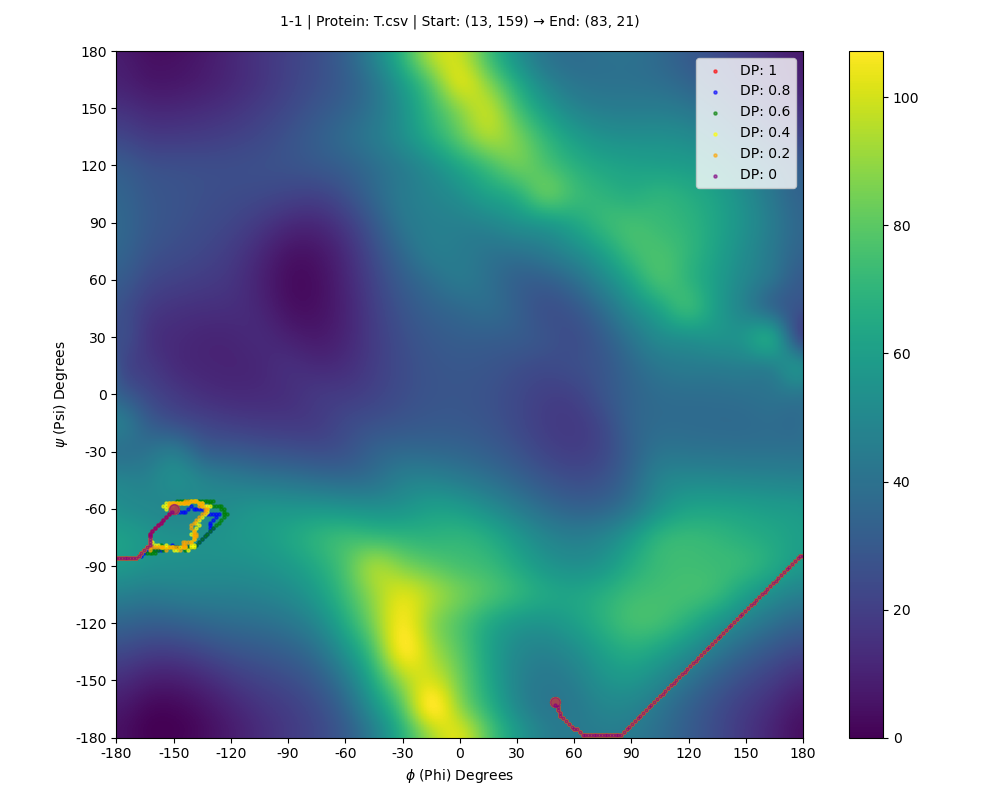 1-1 | Protein: T.csv | Start: (13, 159) → End: (83, 21)
180
150
120
90
60
30
0
-30
-60
-90
-120
-150
-180
ψ (Psi) Degrees
-180 -150 -120 -90 -60 -30 0 30 60 90 120 150 180
ϕ (Phi) Degrees
DP: 1
DP: 0.8
DP: 0.6
DP: 0.4
DP: 0.2
DP: 0
100
80
60
40
20
0